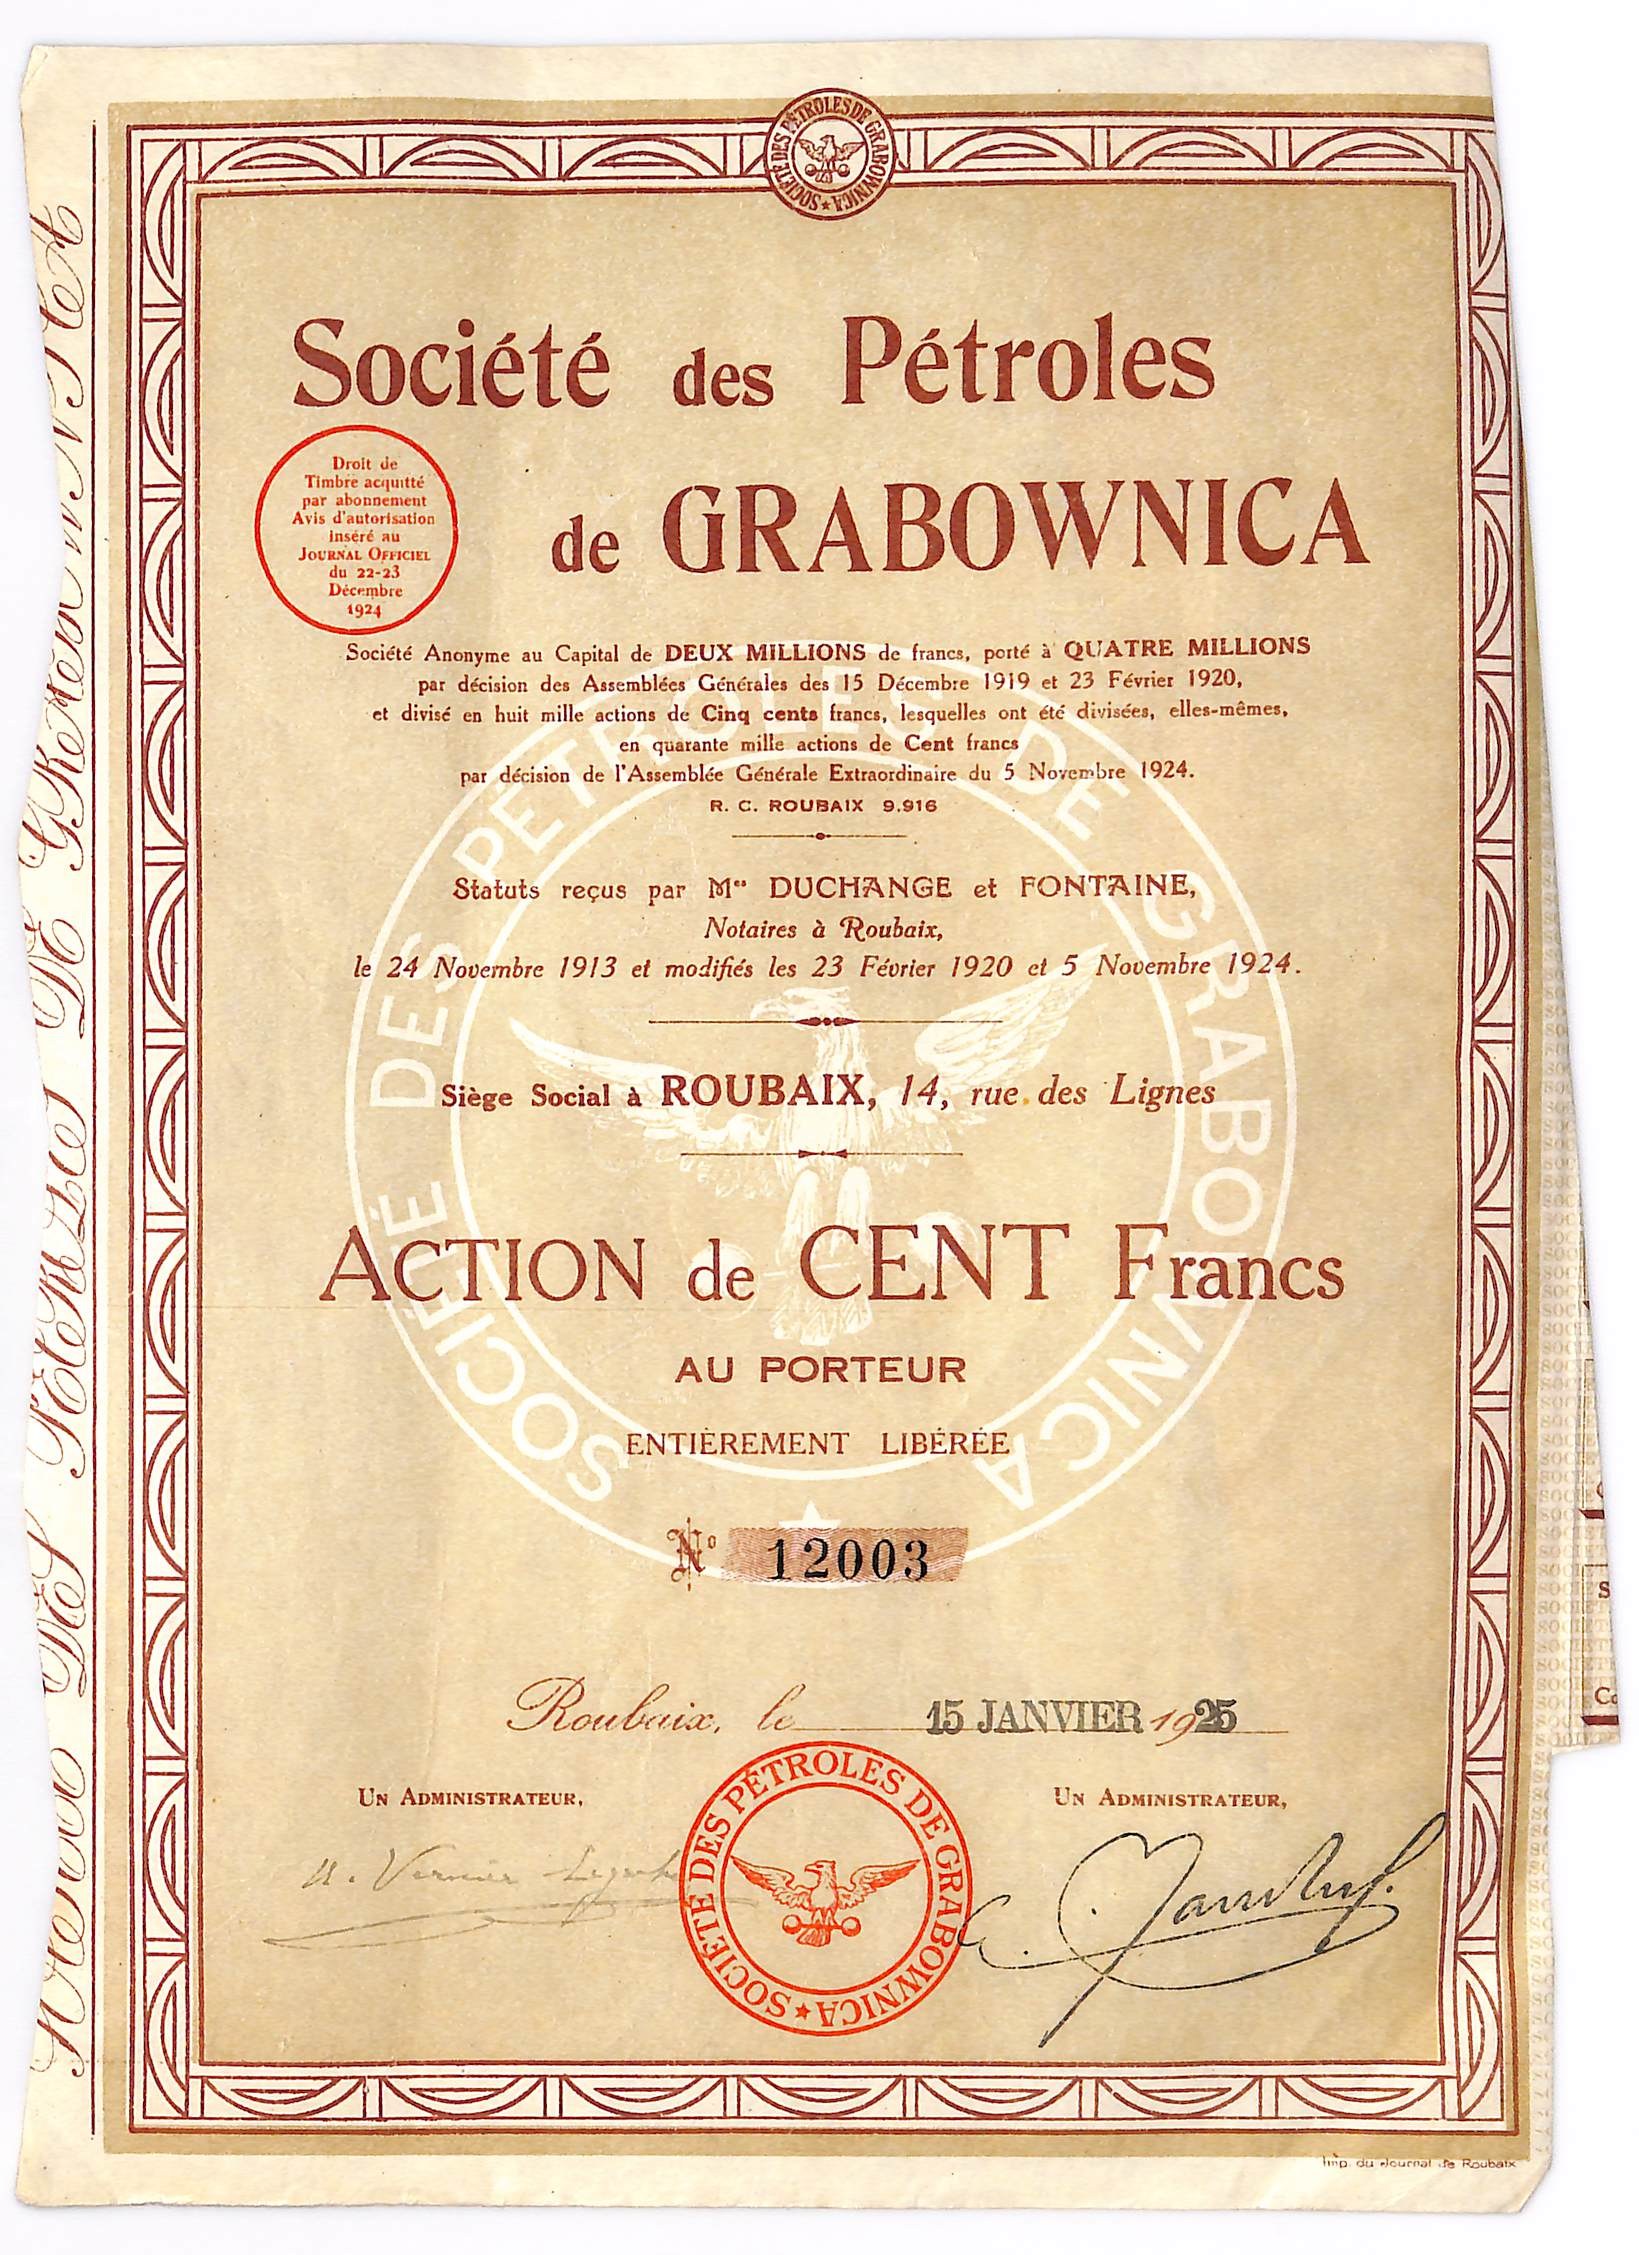 SOCIÉTÉ DES PÉTROLES DE GRABOWNICA
Société des Pétroles
de GRABOWNICA
Droit de
Timbre acquitté
par abonnement
Avis d'autorisation
inséré au
JOURNAL OFFICIEL
du 22-23
Décembre
1924
Société Anonyme au Capital de DEUX MILLIONS de francs, porté à QUATRE MILLIONS
par décision des Assemblées Générales des 15 Décembre 1919 et 23 Février 1920,
et divisé en huit mille actions de Cinq cents francs, lesquelles ont été divisées, elles-mêmes,
en quarante mille actions de Cent francs
par décision de l'Assemblée Générale Extraordinaire du 5 Novembre 1924.
R. C. ROUBAIX 9.916
Statuts reçus par Mes DUCHANGE et FONTAINE,
Notaires à Roubaix,
le 24 Novembre 1913 et modifiés les 23 Février 1920 et 5 Novembre 1924.
Siège Social à ROUBAIX, 14, rue des Lignes
ACTION de CENT Francs
AU PORTEUR
ENTIÈREMENT LIBÉRÉE
SOCIÉTÉ DES PÉTROLES DE GRABOWNICA
No 12003
Roubaix, le 15 JANVIER 1925
UN ADMINISTRATEUR,
UN ADMINISTRATEUR,
SOCIÉTÉ DES PÉTROLES DE GRABOWNICA
Imp. du Journal de Roubaix